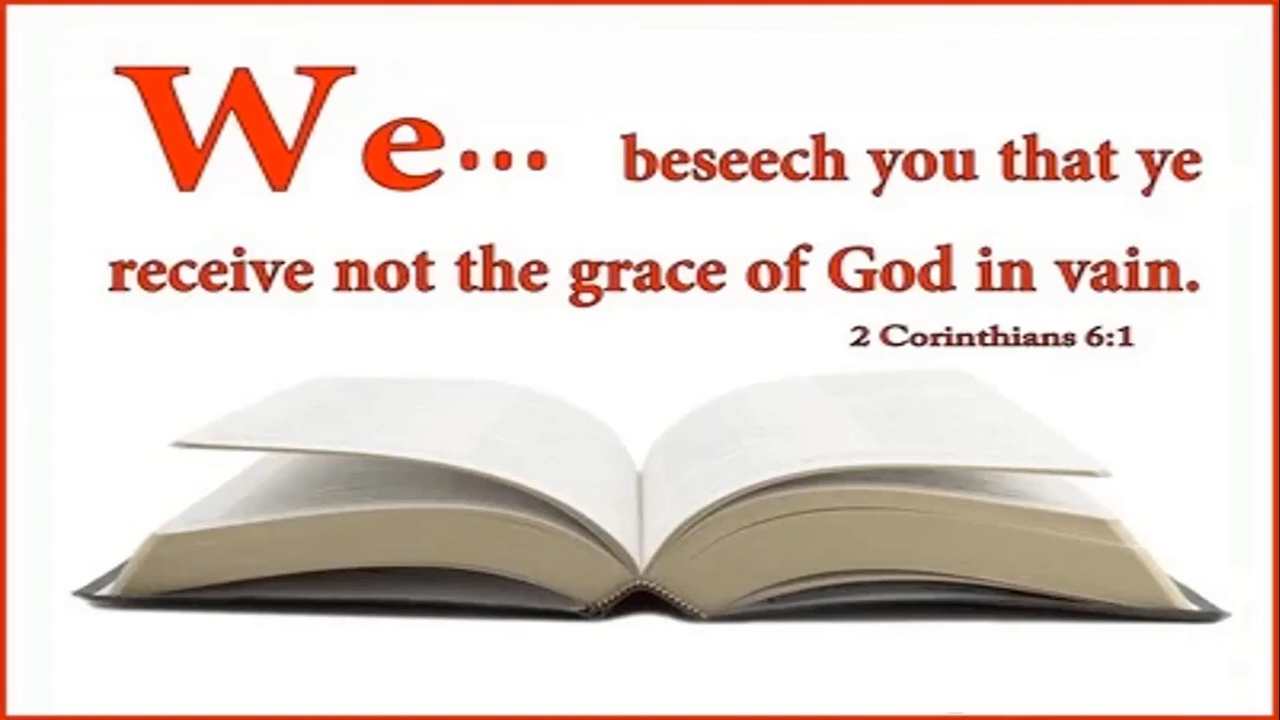 We... beseech you that ye
receive not the grace of God in vain.
2 Corinthians 6:1